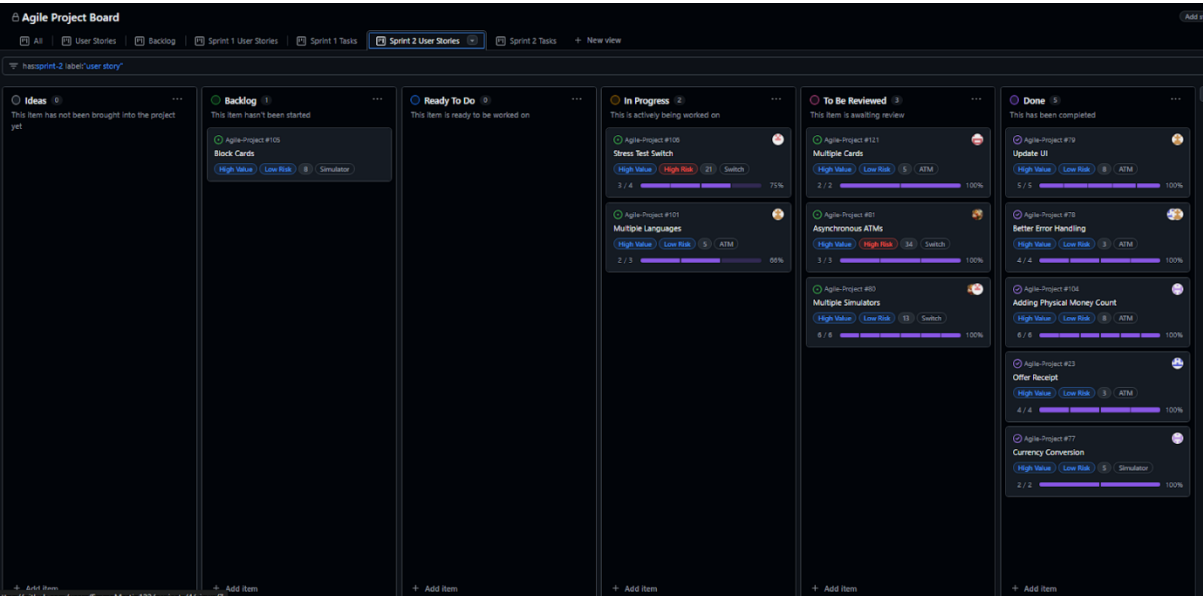 Agile Project Board
Add s
All
User Stories
Backlog
Sprint 1 User Stories
Sprint 1 Tasks
Sprint 2 User Stories
Sprint 2 Tasks
+ New view
has:sprint-2 label:"user story"
Ideas 0
This item has not been brought into the project
yet
+ Add item
Backlog 1
This item hasn't been started
Agile-Project #105
Block Cards
High Value Low Risk 8 Simulator
+ Add item
Ready To Do 0
This item is ready to be worked on
+ Add item
In Progress 2
This is actively being worked on
Agile-Project #106
Stress Test Switch
High Value High Risk 21 Switch
3 / 4 75%
Agile-Project #101
Multiple Languages
High Value Low Risk 5 ATM
2 / 3 66%
+ Add item
To Be Reviewed 3
This item is awaiting review
Agile-Project #121
Multiple Cards
High Value Low Risk 5 ATM
2 / 2 100%
Agile-Project #81
Asynchronous ATMs
High Value High Risk 34 Switch
3 / 3 100%
Agile-Project #80
Multiple Simulators
High Value Low Risk 13 Switch
6 / 6 100%
+ Add item
Done 5
This has been completed
Agile-Project #79
Update UI
High Value Low Risk 8 ATM
5 / 5 100%
Agile-Project #78
Better Error Handling
High Value Low Risk 3 ATM
4 / 4 100%
Agile-Project #104
Adding Physical Money Count
High Value Low Risk 8 ATM
6 / 6 100%
Agile-Project #23
Offer Receipt
High Value Low Risk 3 ATM
4 / 4 100%
Agile-Project #77
Currency Conversion
High Value Low Risk 5 Simulator
2 / 2 100%
+ Add item